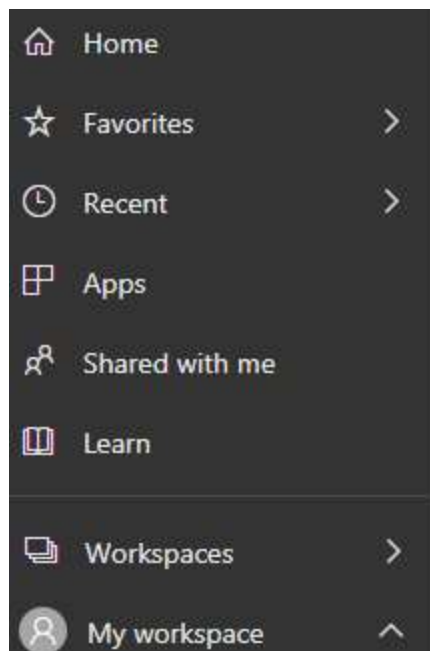 Home
Favorites
Recent
Apps
Shared with me
Learn
Workspaces
My workspace